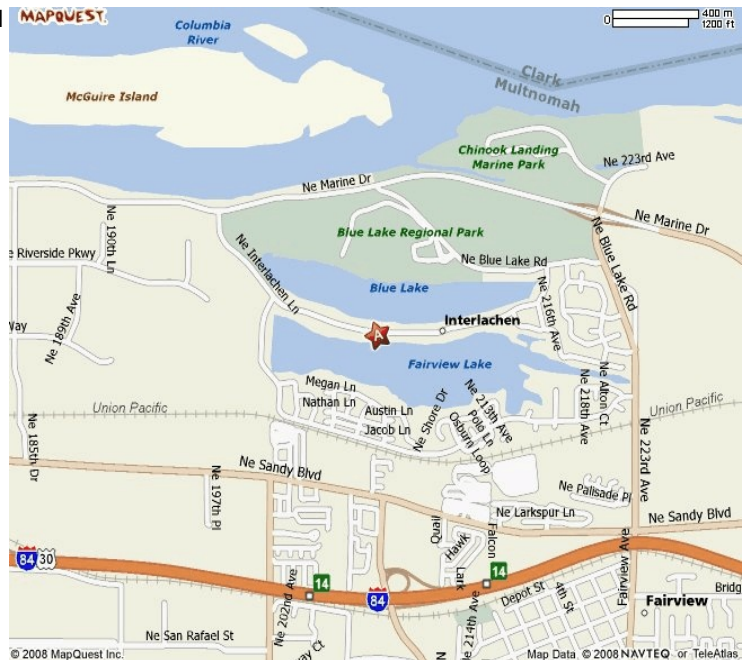 MAPQUEST.
400 m
0
1200 ft
Columbia
River
Clark
Multnomah
McGuire Island
Chinook Landing
Marine Park
Ne 223rd Ave
Ne Marine Dr
Ne Marine Dr
Ne 190th Ln
Blue Lake Regional Park
Ne Interlachen Ln
e Riverside Pkwy
Ne Blue Lake Rd
Ne Blue Lake Rd
Blue Lake
Ne 216th Ave
Ne 189th Ave
Interlachen
A
Way
Fairview Lake
Megan Ln
Nathan Ln
Austin Ln
Jacob Ln
Ne Shore Dr
Ne 213th Ave
Polo Ln
Osburn Loop
Ne 218th Ave
Ne Alton Ct
Union Pacific
Union Pacific
Ne 185th Dr
Ne 223rd Ave
Ne Sandy Blvd
Ne 197th Pl
Ne Palisade Pl
Ne Larkspur Ln
Ne Sandy Blvd
Quail
Hawk
Falcon
Lark
84
30
14
14
84
Ne 202nd Ave
Ne 214th Ave
Depot St
4th St
Fairview Ave
Bridg
Fairview
Ne San Rafael St
ay Ct
N
© 2008 MapQuest Inc.
Map Data © 2008 NAVTEQ or TeleAtlas